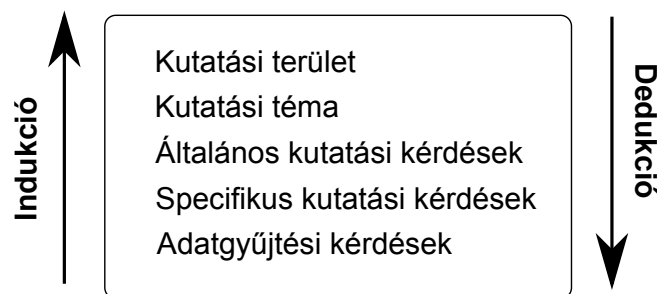 Indukció
Kutatási terület
Kutatási téma
Általános kutatási kérdések
Specifikus kutatási kérdések
Adatgyűjtési kérdések
Dedukció